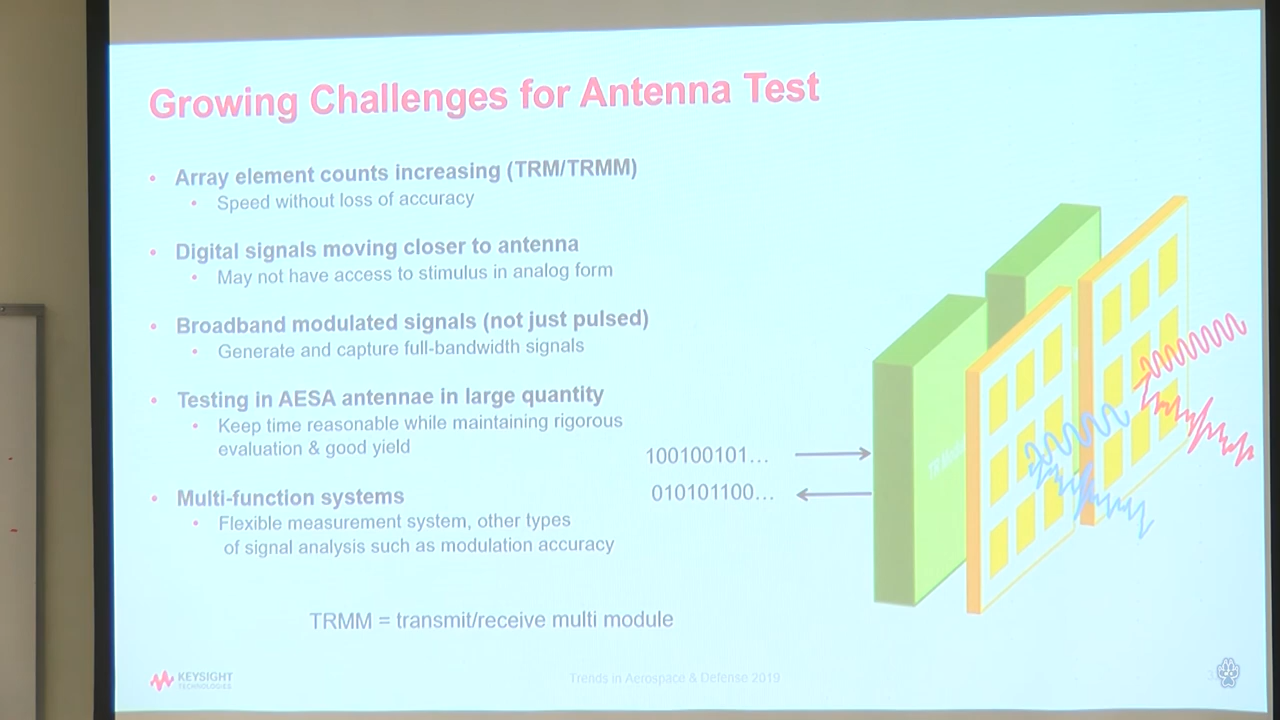 Growing Challenges for Antenna Test
• Array element counts increasing (TRM/TRMM)
• Speed without loss of accuracy
• Digital signals moving closer to antenna
• May not have access to stimulus in analog form
• Broadband modulated signals (not just pulsed)
• Generate and capture full-bandwidth signals
• Testing in AESA antennae in large quantity
• Keep time reasonable while maintaining rigorous
evaluation & good yield
100100101...
010101100...
• Multi-function systems
• Flexible measurement system, other types
of signal analysis such as modulation accuracy
TRMM = transmit/receive multi module
KEYSIGHT
TECHNOLOGIES
Trends in Aerospace & Defense 2019